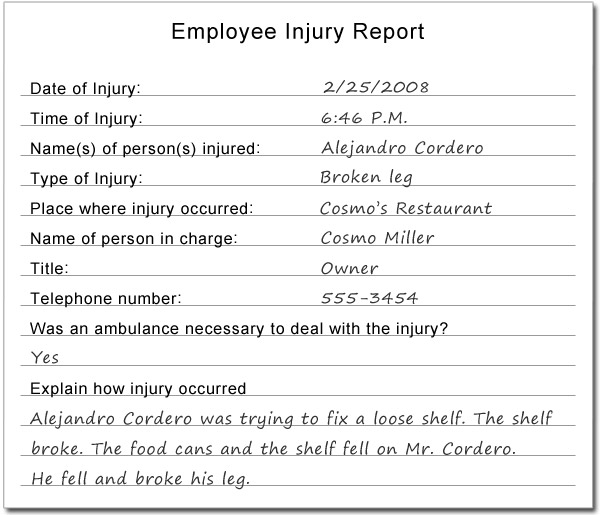 Employee Injury Report
Date of Injury: 2/25/2008
Time of Injury: 6:46 P.M.
Name(s) of person(s) injured: Alejandro Cordero
Type of Injury: Broken leg
Place where injury occurred: Cosmo's Restaurant
Name of person in charge: Cosmo Miller
Title: Owner
Telephone number: 555-3454
Was an ambulance necessary to deal with the injury?
Yes
Explain how injury occurred
Alejandro Cordero was trying to fix a loose shelf. The shelf
broke. The food cans and the shelf fell on Mr. Cordero.
He fell and broke his leg.